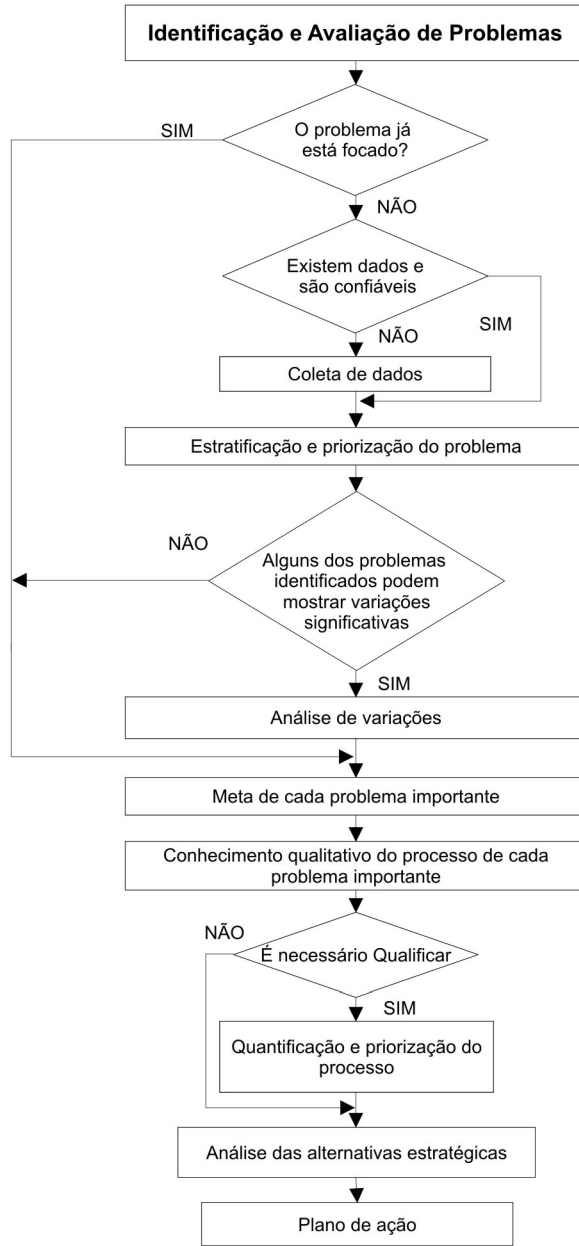 Identificação e Avaliação de Problemas
O problema já
está focado?
SIM
NÃO
Existem dados e
são confiáveis
SIM
NÃO
Coleta de dados
Estratificação e priorização do problema
NÃO
Alguns dos problemas
identificados podem
mostrar variações
significativas
SIM
Análise de variações
Meta de cada problema importante
Conhecimento qualitativo do processo de cada
problema importante
NÃO
É necessário Qualificar
SIM
Quantificação e priorização do
processo
Análise das alternativas estratégicas
Plano de ação